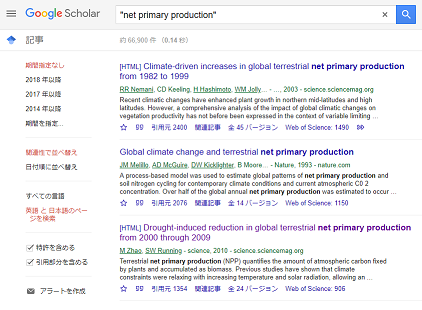 Google Scholar
"net primary production"
記事
約 66,900 件 (0.14 秒)
期間指定なし
2018 年以降
2017 年以降
2014 年以降
期間を指定...
関連性で並べ替え
日付順に並べ替え
すべての言語
英語 と 日本語のページを検索
特許を含める
引用部分を含める
アラートを作成
[HTML] Climate-driven increases in global terrestrial net primary production
from 1982 to 1999
RR Nemani, CD Keeling, H Hashimoto, WM Jolly… - …, 2003 - science.sciencemag.org
Recent climatic changes have enhanced plant growth in northern mid-latitudes and high
latitudes. However, a comprehensive analysis of the impact of global climatic changes on
vegetation productivity has not before been expressed in the context of variable limiting ...
引用元 2400 関連記事 全 45 バージョン Web of Science: 1490
Global climate change and terrestrial net primary production
JM Melillo, AD McGuire, DW Kicklighter, B Moore… - Nature, 1993 - nature.com
A process-based model was used to estimate global patterns of net primary production and
soil nitrogen cycling for contemporary climate conditions and current atmospheric C0 2
concentration. Over half of the global annual net primary production was estimated to occur ...
引用元 2076 関連記事 全 14 バージョン Web of Science: 1150
[HTML] Drought-induced reduction in global terrestrial net primary production
from 2000 through 2009
M Zhao, SW Running - science, 2010 - science.sciencemag.org
Terrestrial net primary production (NPP) quantifies the amount of atmospheric carbon fixed
by plants and accumulated as biomass. Previous studies have shown that climate
constraints were relaxing with increasing temperature and solar radiation, allowing an ...
引用元 1354 関連記事 全 24 バージョン Web of Science: 906